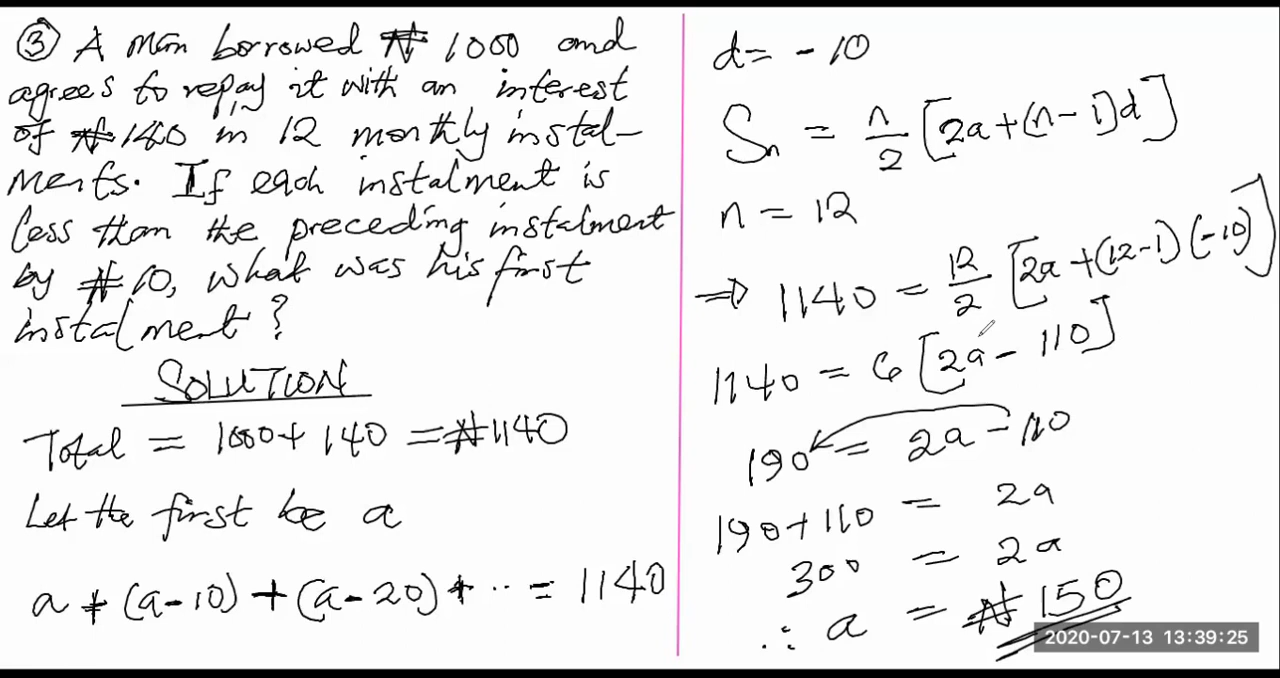 ③ A man borrowed ₦ 1000 and
agrees to repay it with an interest
of ₦140 in 12 monthly instal-
ments. If each instalment is
less than the preceding instalment
by ₦10, what was his first
instalment?
SOLUTION
Total = 1000 + 140 = ₦1140
Let the first be a
a + (a-10) + (a-20) + ... = 1140
d = -10
Sn = n/2 [2a+(n-1)d]
n = 12
⇒ 1140 = 12/2 [2a+(12-1)(-10)]
1140 = 6 [2a - 110]
190 = 2a - 110
190 + 110 = 2a
300 = 2a
∴ a = ₦150
2020-07-13 13:39:25